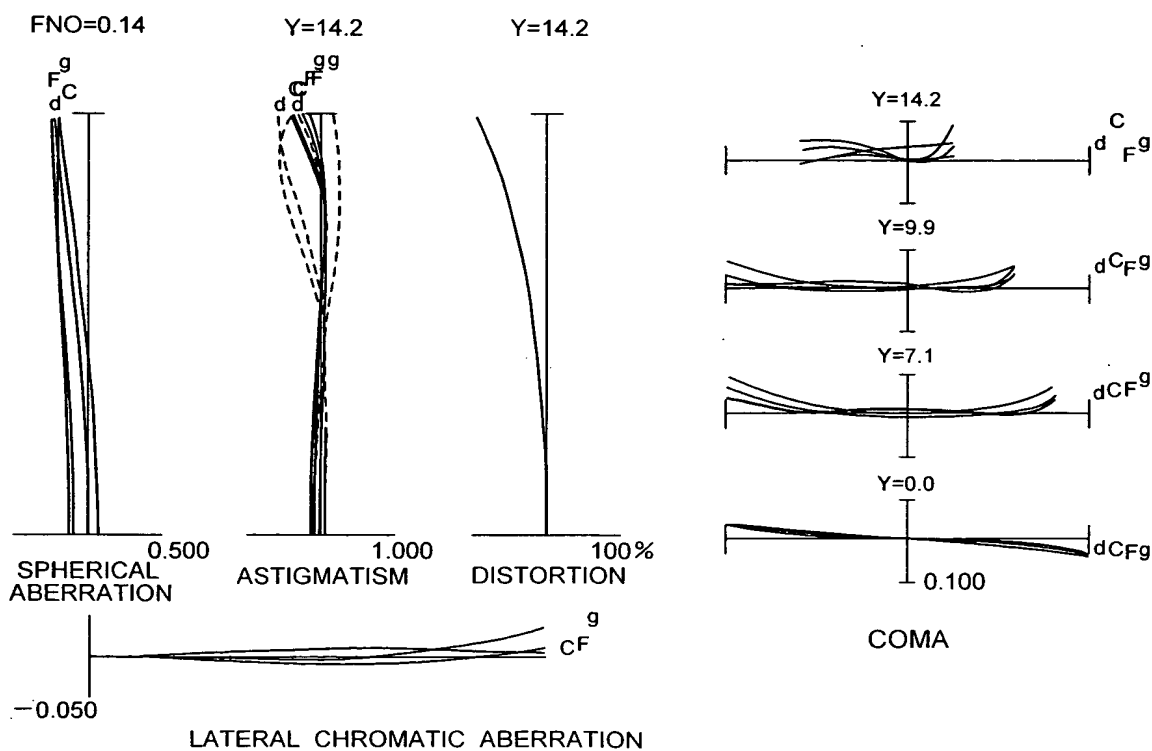 FNO=0.14
F g
d C
0.500
SPHERICAL
ABERRATION
Y=14.2
1.000
ASTIGMATISM
Y=14.2
100%
DISTORTION
C F g
−0.050
LATERAL CHROMATIC ABERRATION
Y=14.2
d C F g
Y=9.9
d C F g
Y=7.1
d C F g
Y=0.0
d C F g
0.100
COMA